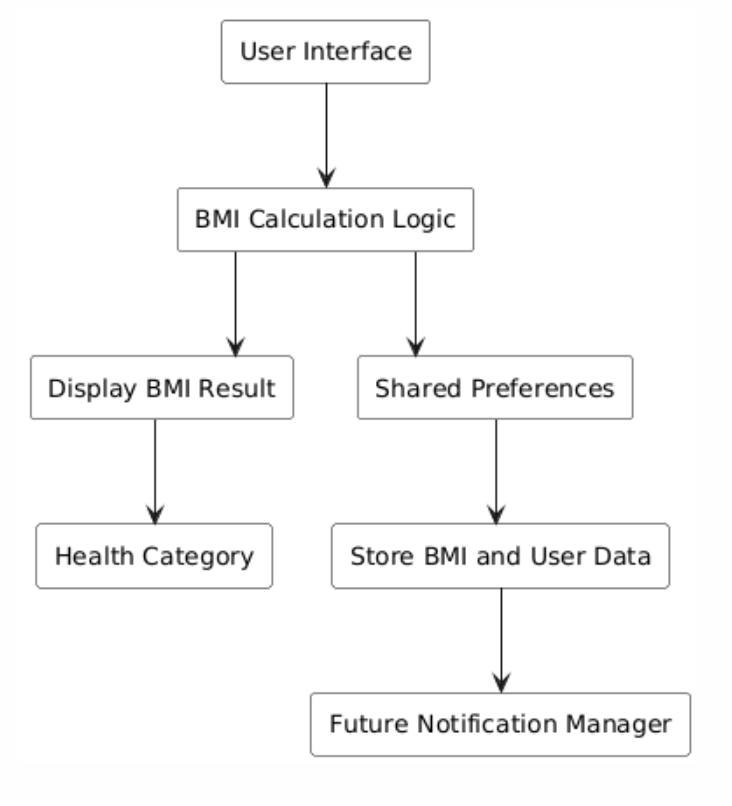 User Interface
BMI Calculation Logic
Display BMI Result
Shared Preferences
Health Category
Store BMI and User Data
Future Notification Manager